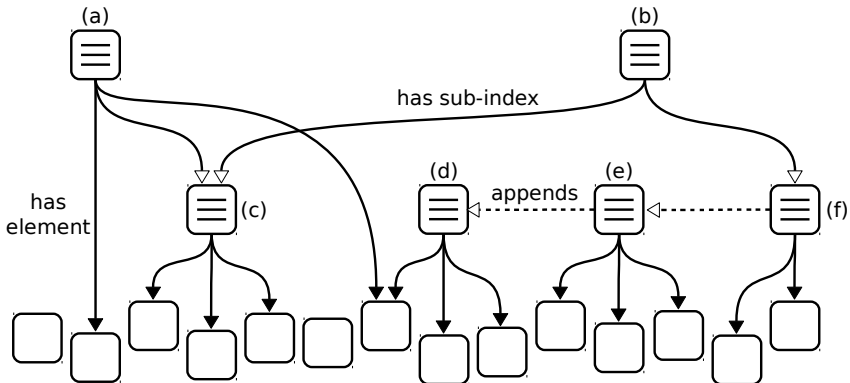 (a)
(b)
has sub-index
(d)
(e)
appends
has
element
(c)
(f)